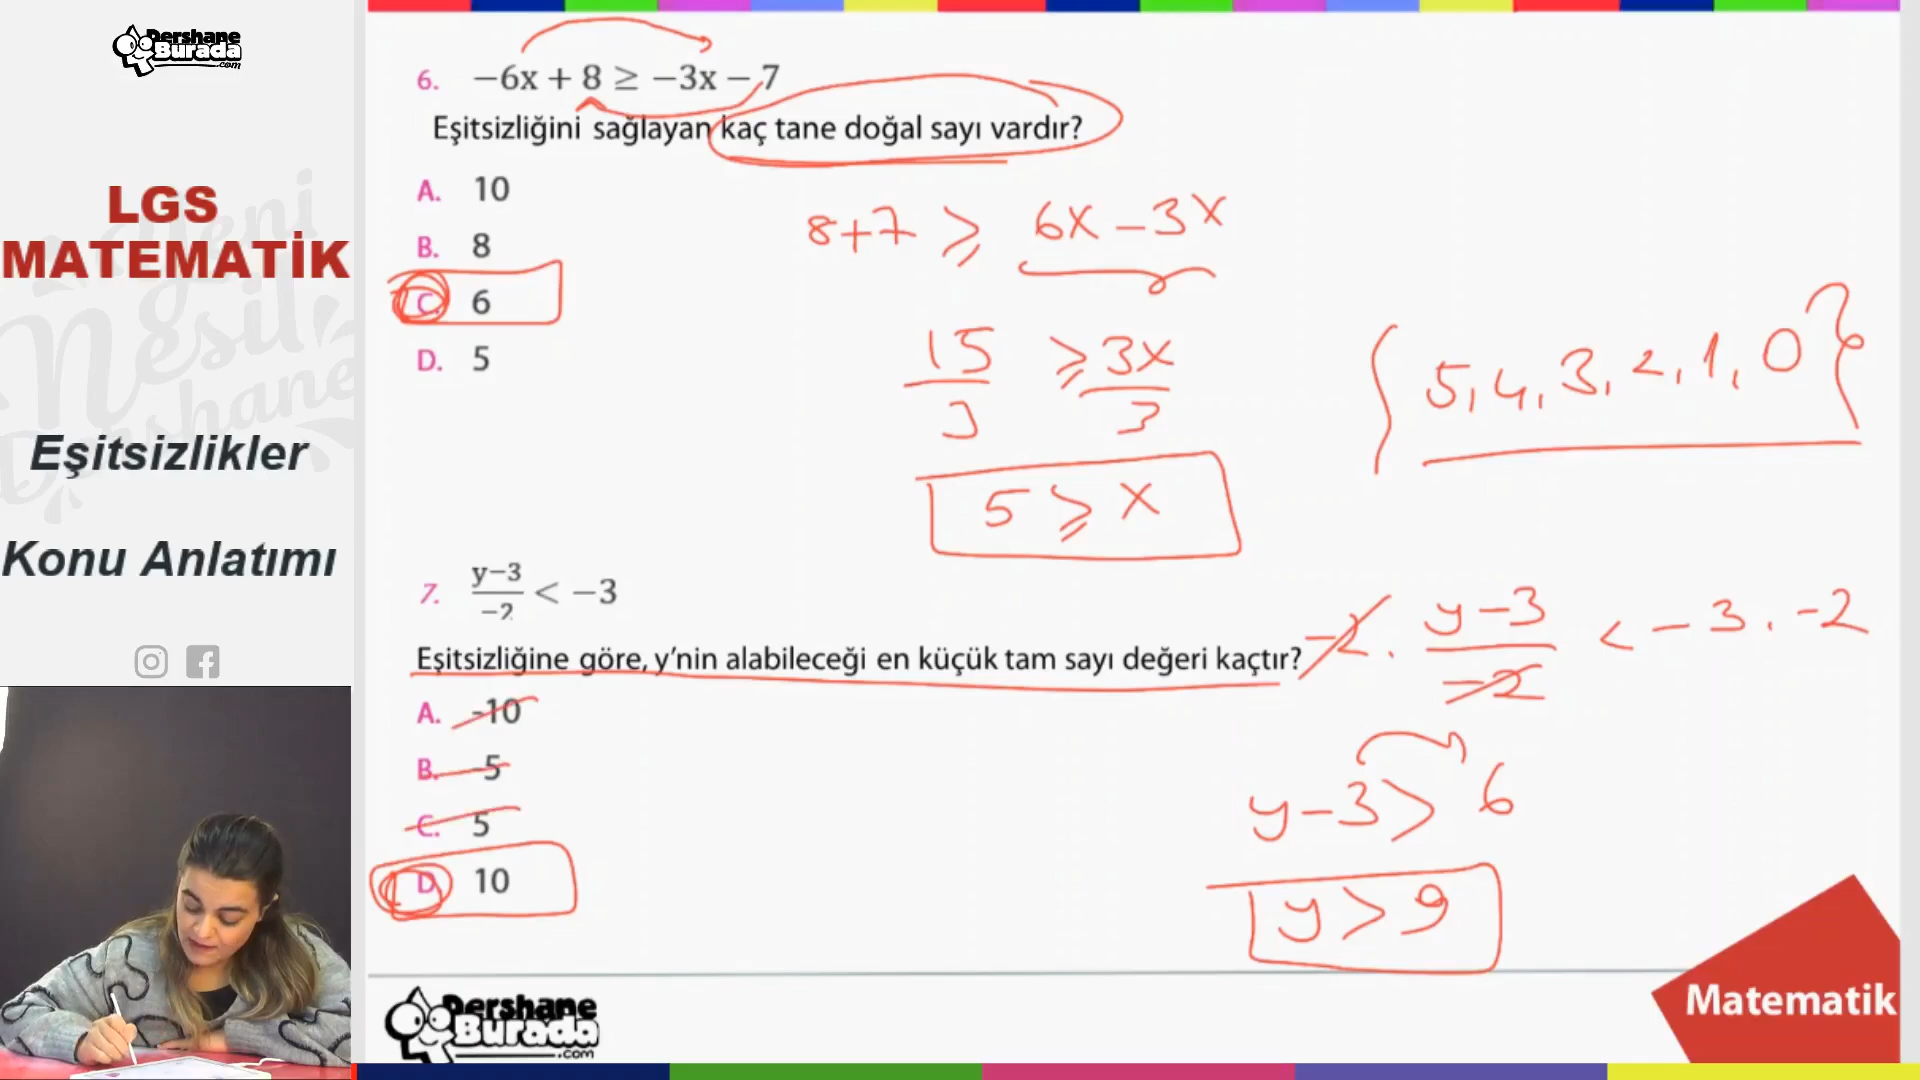 Dershane
Burada
.com
LGS
MATEMATİK
Yeni
Nesil
Dershane
Eşitsizlikler
Konu Anlatımı
6. −6x + 8 ≥ −3x − 7
Eşitsizliğini sağlayan kaç tane doğal sayı vardır?
A. 10
B. 8
C. 6
D. 5
8+7 ≥ 6x − 3x
15/3 ≥ 3x/3
5 ≥ x
{5, 4, 3, 2, 1, 0}
7. y−3/−2 < −3
Eşitsizliğine göre, y’nin alabileceği en küçük tam sayı değeri kaçtır?
A. -10
B. -5
C. 5
D. 10
−2 . y−3/−2 < −3 . −2
y−3 > 6
y > 9
Dershane
Burada
.com
Matematik